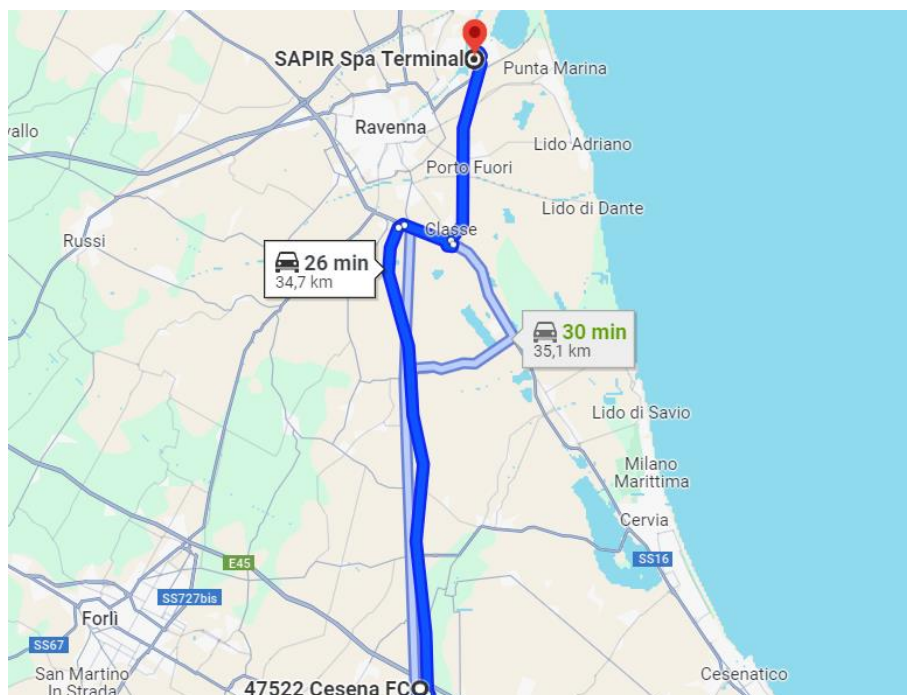 SAPIR Spa Terminal
Punta Marina
vallo
Ravenna
Lido Adriano
Porto Fuori
Lido di Dante
Classe
Russi
26 min
34,7 km
30 min
35,1 km
Lido di Savio
Milano
Marittima
Cervia
E45
SS16
SS727bis
Forlì
SS67
San Martino
In Strada
47522 Cesena FC
Cesenatico